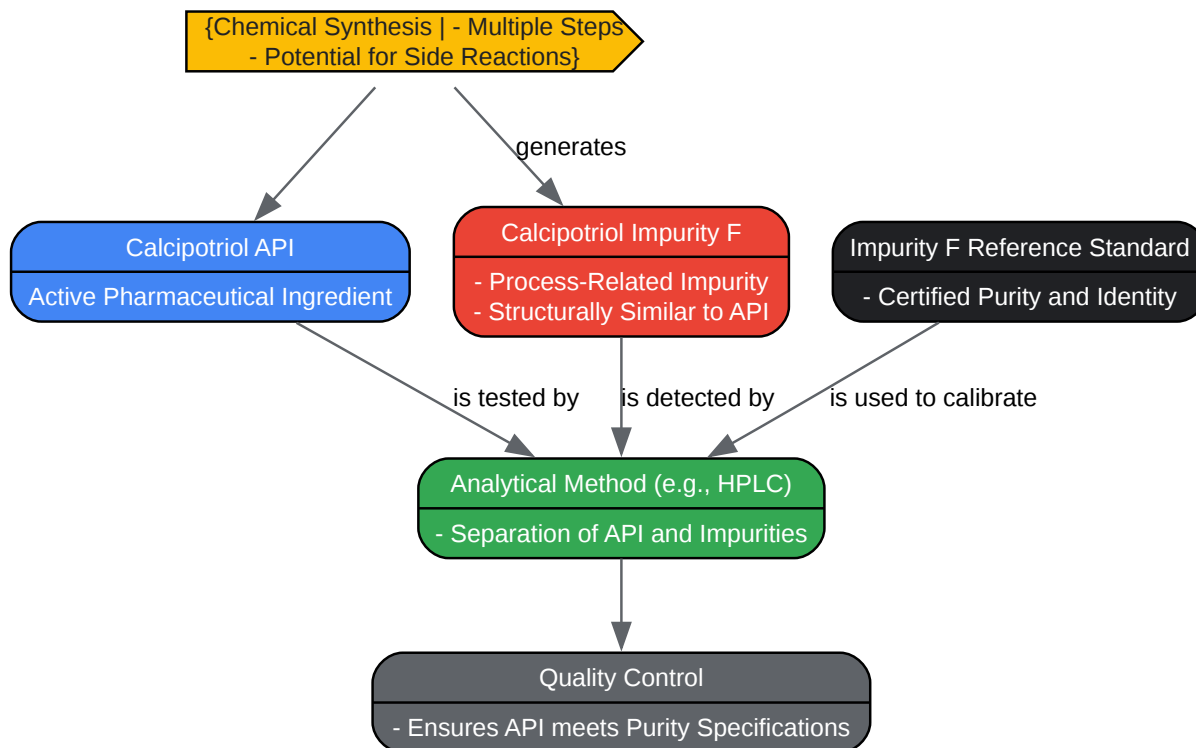 {Chemical Synthesis | - Multiple Steps
- Potential for Side Reactions}
generates
Calcipotriol API
Active Pharmaceutical Ingredient
Calcipotriol Impurity F
- Process-Related Impurity
- Structurally Similar to API
Impurity F Reference Standard
- Certified Purity and Identity
is tested by
is detected by
is used to calibrate
Analytical Method (e.g., HPLC)
- Separation of API and Impurities
Quality Control
- Ensures API meets Purity Specifications